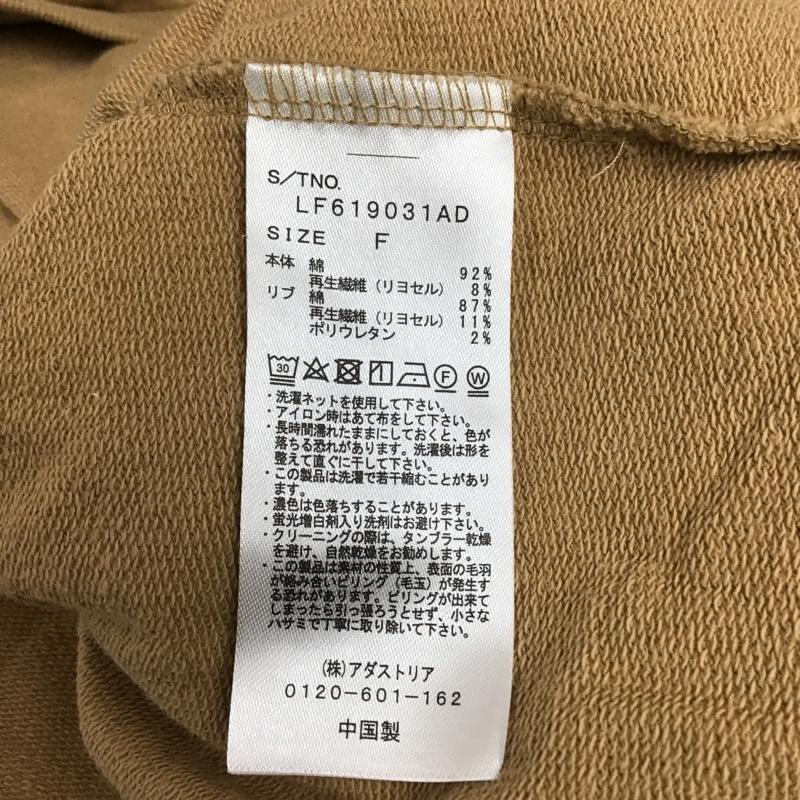 S/TNO.
LF619031AD
SIZE F
本体 綿 92%
再生繊維（リヨセル） 8%
リブ 綿 87%
再生繊維（リヨセル） 11%
ポリウレタン 2%
30 F W
・洗濯ネットを使用して下さい。
・アイロン時はあて布をして下さい。
・長時間濡れたままにしておくと、色が
落ちる恐れがあります。洗濯後は形を
整えて直ぐに干して下さい。
・この製品は洗濯で若干縮むことがあり
ます。
・濃色は色落ちすることがあります。
・蛍光増白剤入り洗剤はお避け下さい。
・クリーニングの際は、タンブラー乾燥
を避け、自然乾燥をお勧めします。
・この製品は素材の性質上、表面の毛羽
が絡み合いピリング（毛玉）が発生す
る恐れがあります。ピリングが出来て
しまったら引っ張ろうとせず、小さな
ハサミで丁寧に取り除いて下さい。
（株）アダストリア
0120-601-162
中国製